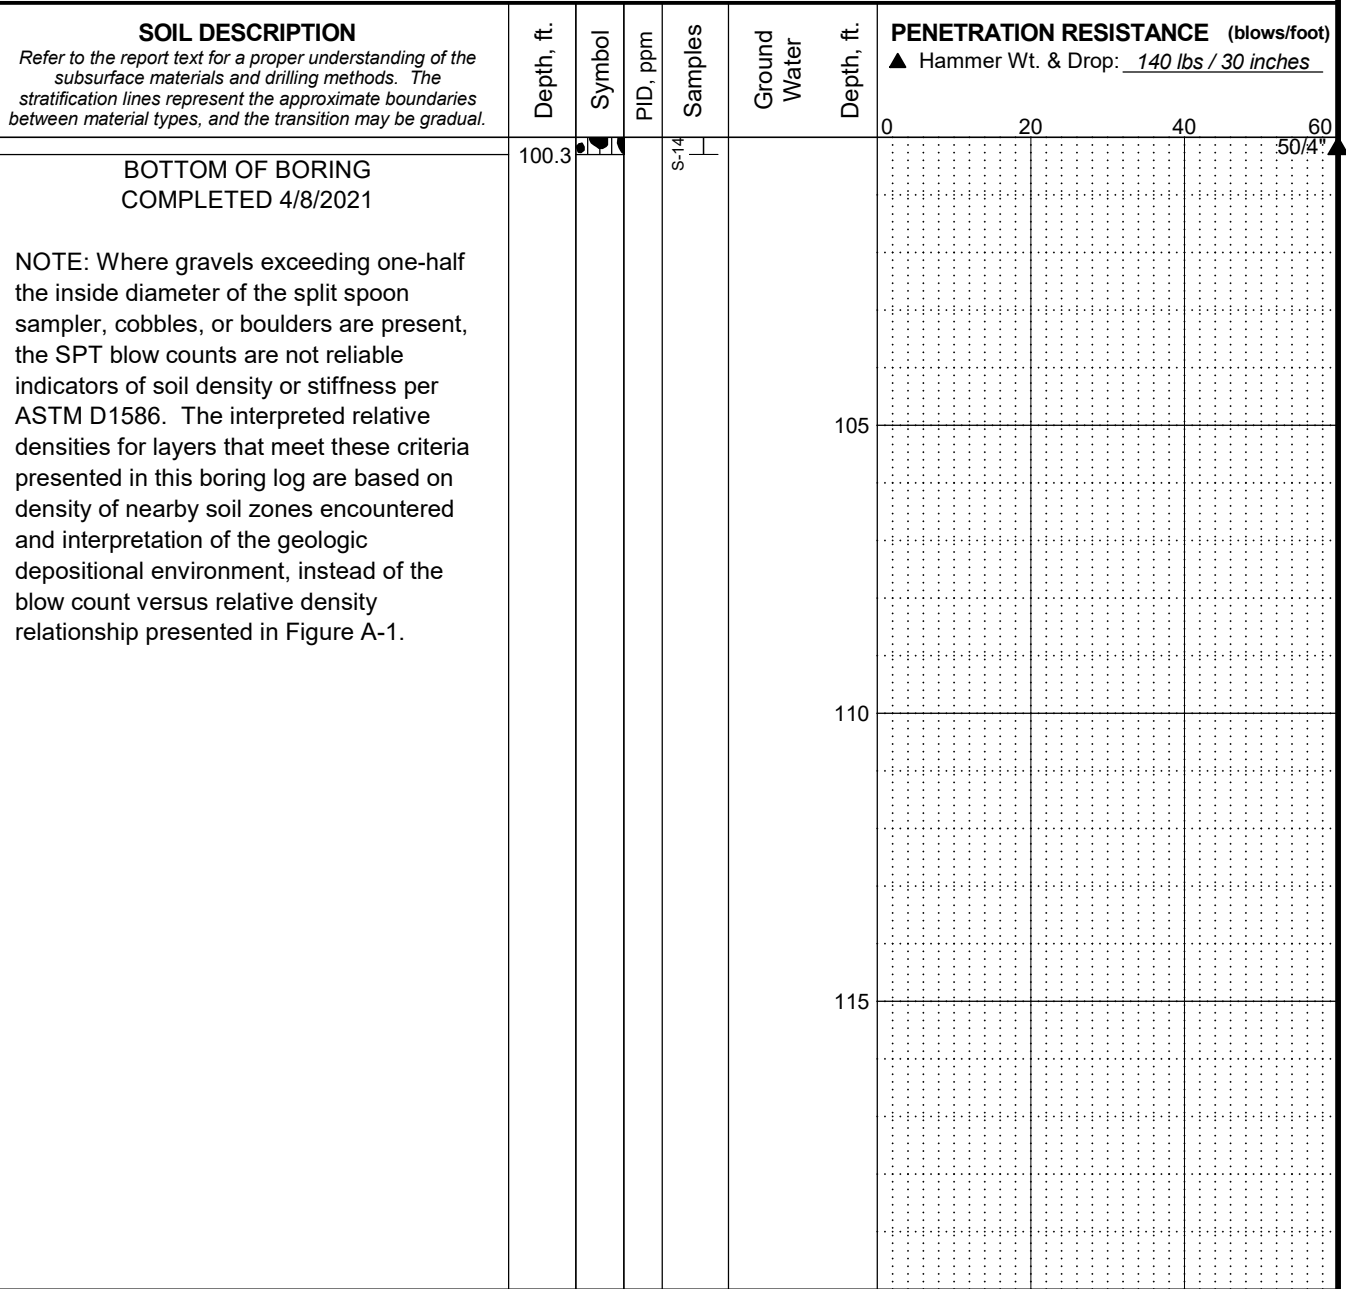 SOIL DESCRIPTION
Refer to the report text for a proper understanding of the
subsurface materials and drilling methods. The
stratification lines represent the approximate boundaries
between material types, and the transition may be gradual.
Depth, ft.
Symbol
PID, ppm
Samples
Ground
Water
Depth, ft.
PENETRATION RESISTANCE (blows/foot)
▲ Hammer Wt. & Drop: 140 lbs / 30 inches
0 20 40 60
100.3
S-14
50/4"
BOTTOM OF BORING
COMPLETED 4/8/2021
NOTE: Where gravels exceeding one-half
the inside diameter of the split spoon
sampler, cobbles, or boulders are present,
the SPT blow counts are not reliable
indicators of soil density or stiffness per
ASTM D1586. The interpreted relative
densities for layers that meet these criteria
presented in this boring log are based on
density of nearby soil zones encountered
and interpretation of the geologic
depositional environment, instead of the
blow count versus relative density
relationship presented in Figure A-1.
105
110
115